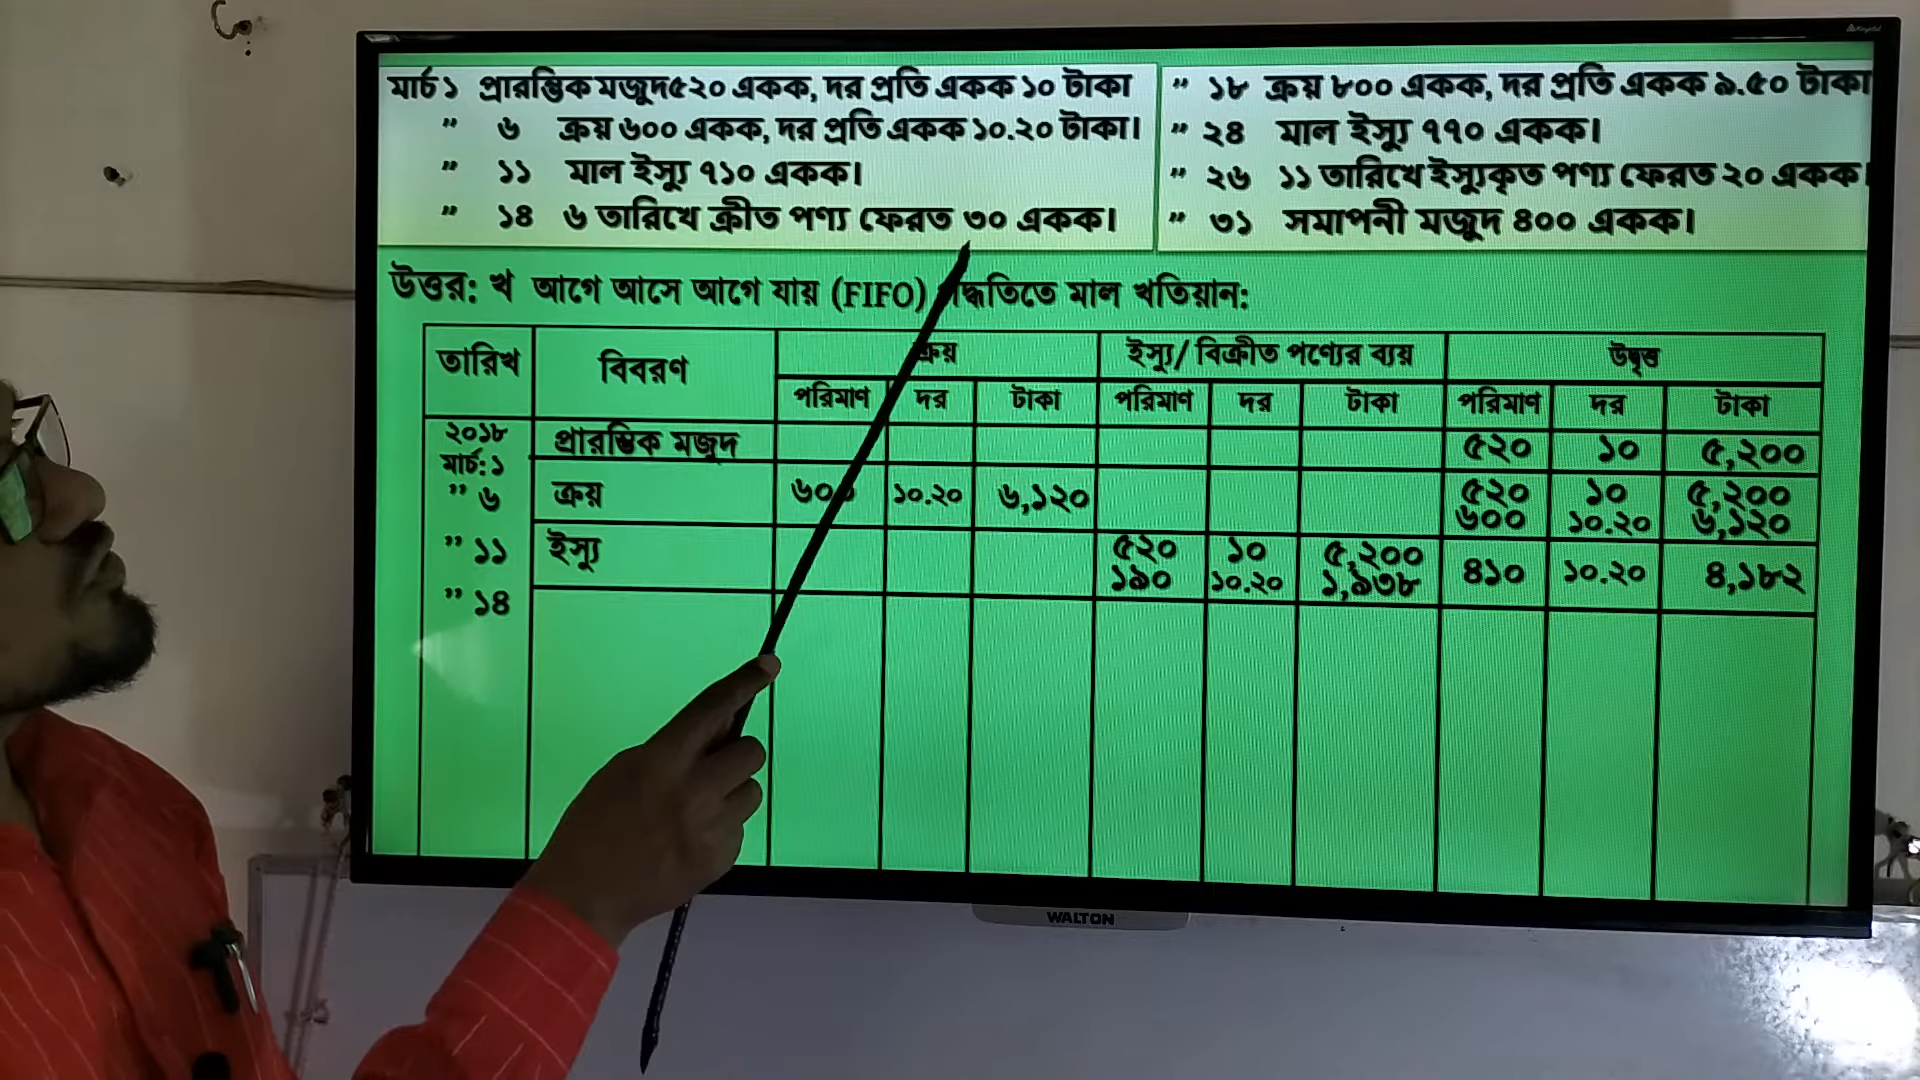 মার্চ ১ প্রারম্ভিক মজুদ৫২০ একক, দর প্রতি একক ১০ টাকা
” ৬ ক্রয় ৬০০ একক, দর প্রতি একক ১০.২০ টাকা।
” ১১ মাল ইস্যু ৭১০ একক।
” ১৪ ৬ তারিখে ক্রীত পণ্য ফেরত ৩০ একক।
” ১৮ ক্রয় ৮০০ একক, দর প্রতি একক ৯.৫০ টাকা
” ২৪ মাল ইস্যু ৭৭০ একক।
” ২৬ ১১ তারিখে ইস্যুকৃত পণ্য ফেরত ২০ একক।
” ৩১ সমাপনী মজুদ ৪০০ একক।
উত্তর: খ আগে আসে আগে যায় (FIFO) পদ্ধতিতে মাল খতিয়ান:
তারিখ বিবরণ ক্রয় ইস্যু/ বিক্রীত পণ্যের ব্যয় উদ্বৃত্ত
পরিমাণ দর টাকা পরিমাণ দর টাকা পরিমাণ দর টাকা
২০১৮
মার্চ: ১ প্রারম্ভিক মজুদ ৫২০ ১০ ৫,২০০
” ৬ ক্রয় ৬০০ ১০.২০ ৬,১২০ ৫২০ ১০ ৫,২০০
৬০০ ১০.২০ ৬,১২০
” ১১ ইস্যু ৫২০ ১০ ৫,২০০
১৯০ ১০.২০ ১,৯৩৮ ৪১০ ১০.২০ ৪,১৮২
” ১৪
WALTON